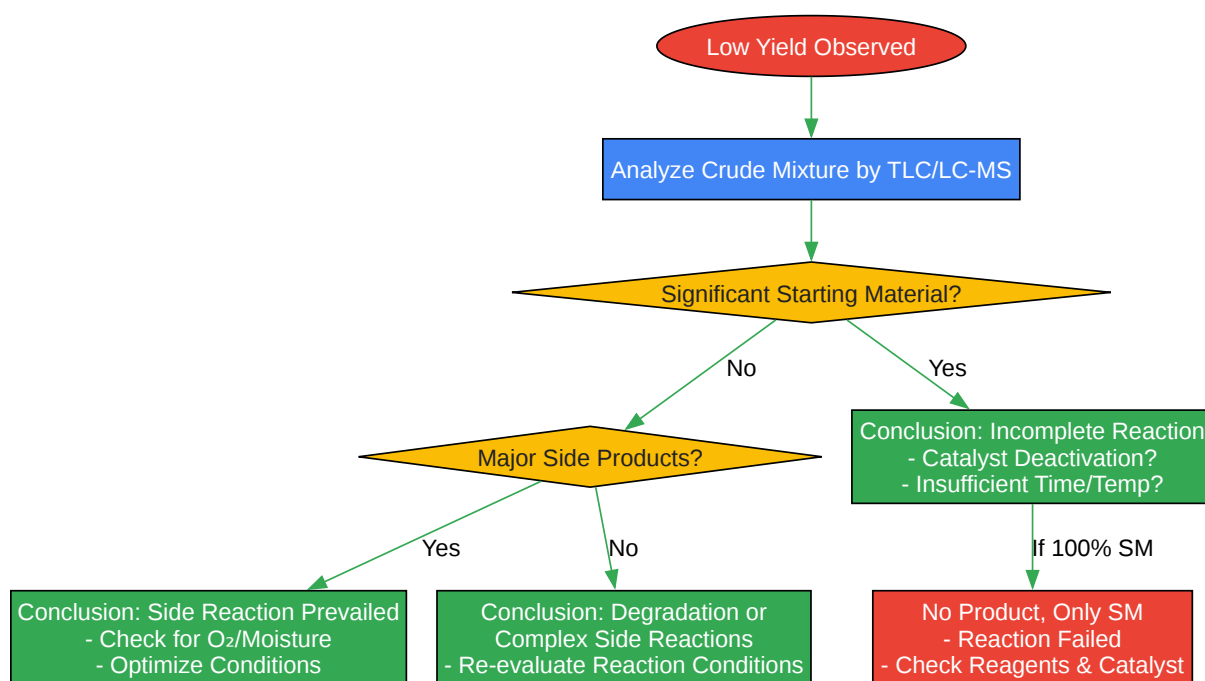 Low Yield Observed
Analyze Crude Mixture by TLC/LC-MS
Significant Starting Material?
No
Yes
Major Side Products?
Conclusion: Incomplete Reaction
- Catalyst Deactivation?
- Insufficient Time/Temp?
Yes
No
If 100% SM
Conclusion: Side Reaction Prevailed
- Check for O₂/Moisture
- Optimize Conditions
Conclusion: Degradation or
Complex Side Reactions
- Re-evaluate Reaction Conditions
No Product, Only SM
- Reaction Failed
- Check Reagents & Catalyst